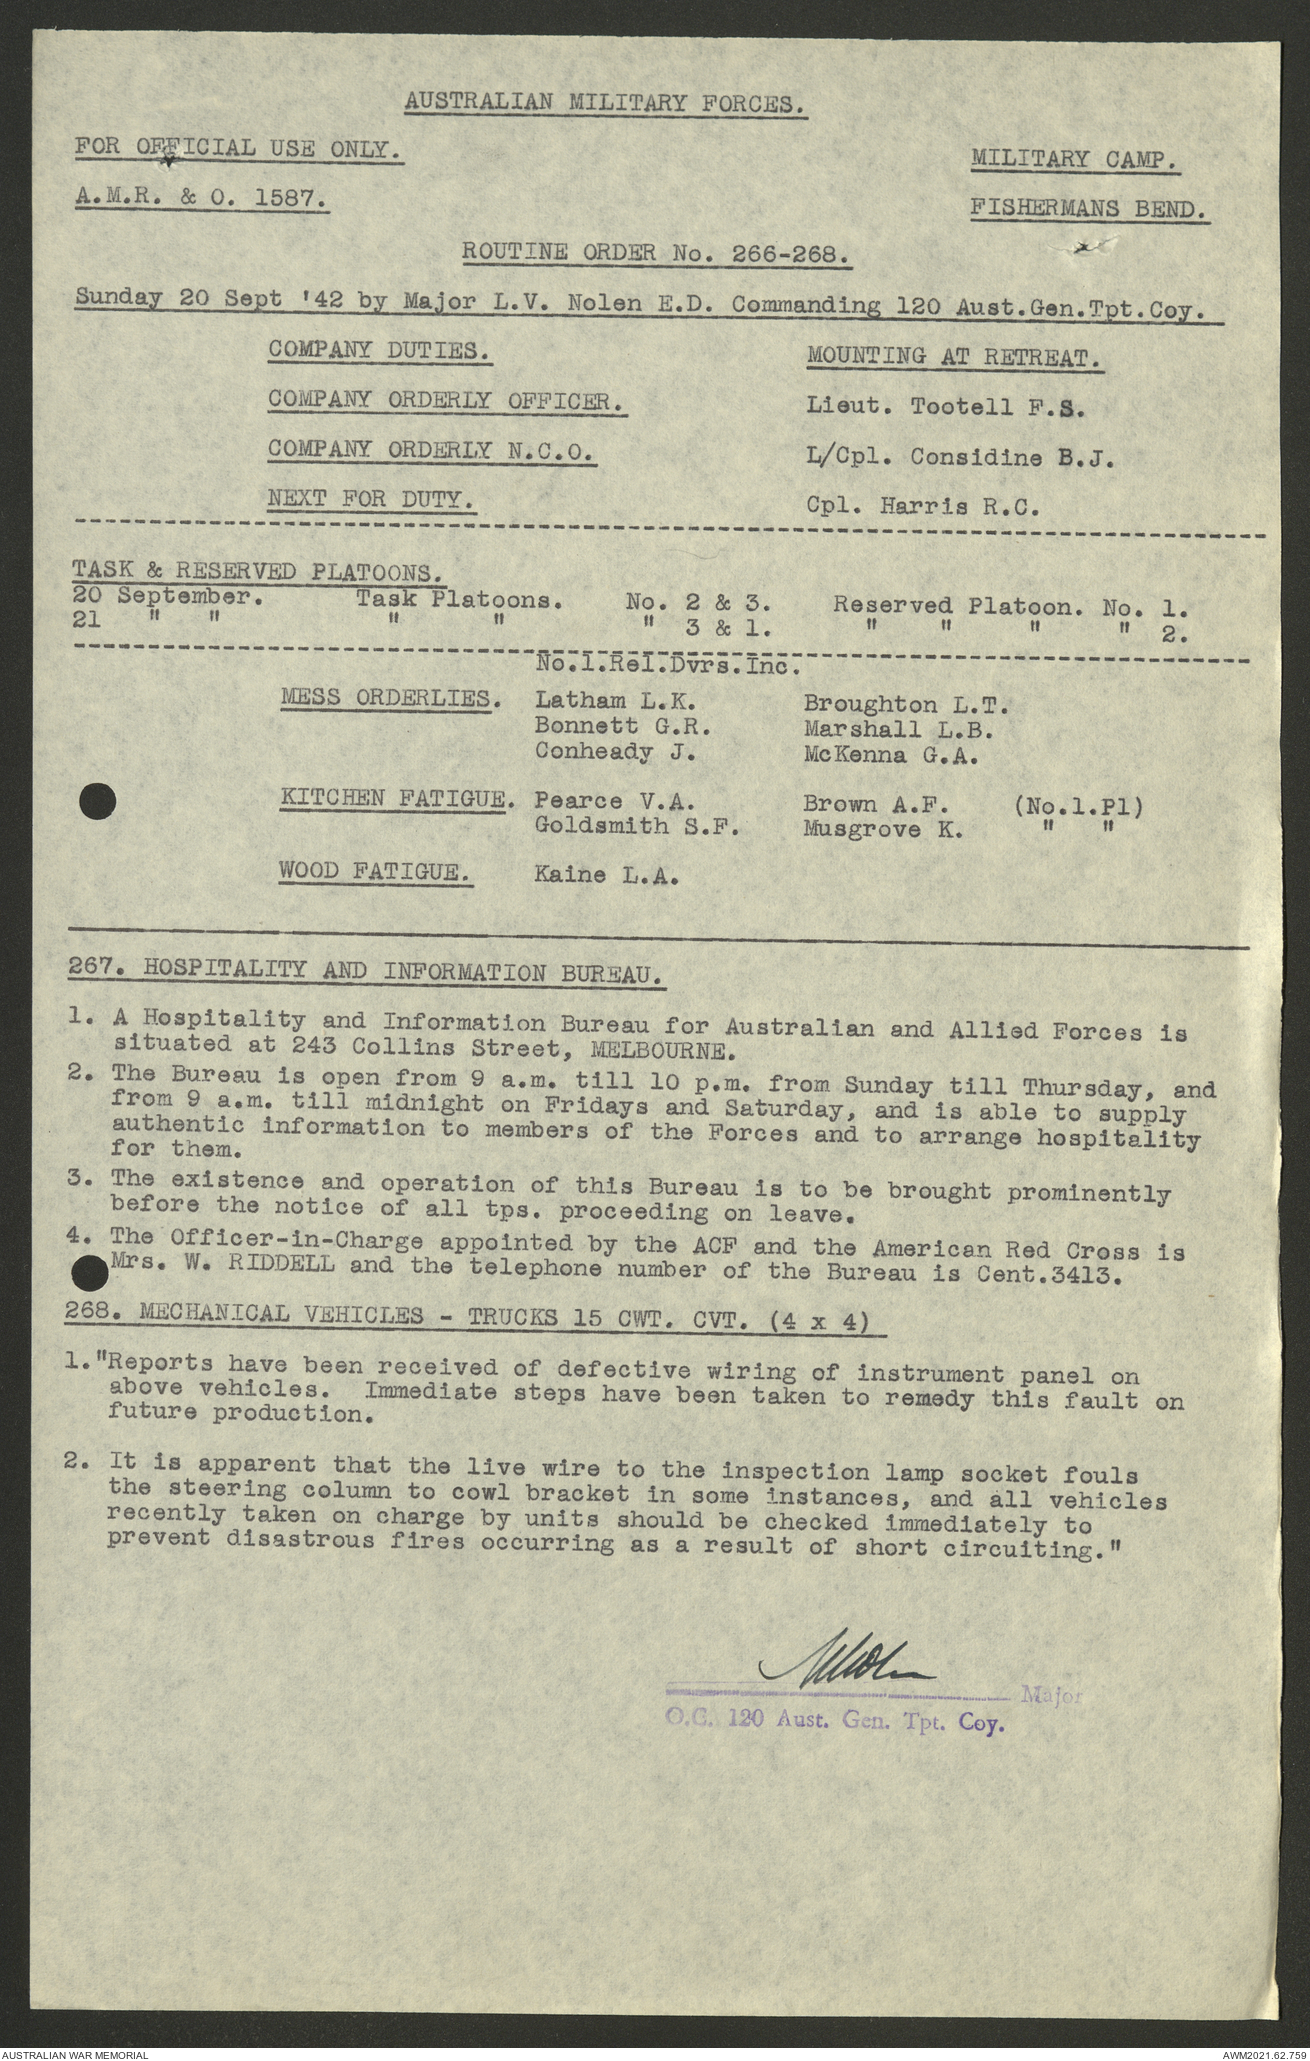 AUSTRALIAN MILITARY FORCES.
FOR OFFICIAL USE ONLY.
MILITARY CAMP.
A.M.R. & O. 1587.
FISHERMANS BEND.
ROUTINE ORDER No. 266-268.
Sunday 20 Sept '42 by Major L.V. Nolen E.D. Commanding 120 Aust.Gen.Tpt.Coy.
COMPANY DUTIES. MOUNTING AT RETREAT.
COMPANY ORDERLY OFFICER. Lieut. Tootell F.S.
COMPANY ORDERLY N.C.O. L/Cpl. Considine B.J.
NEXT FOR DUTY. Cpl. Harris R.C.
TASK & RESERVED PLATOONS.
20 September. Task Platoons. No. 2 & 3. Reserved Platoon. No. 1.
21 " " " " " 3 & 1. " " " " 2.
No.1.Rel.Dvrs.Inc.
MESS ORDERLIES. Latham L.K. Broughton L.T.
Bonnett G.R. Marshall L.B.
Conheady J. McKenna G.A.
KITCHEN FATIGUE. Pearce V.A. Brown A.F. (No.1.Pl)
Goldsmith S.F. Musgrove K. " "
WOOD FATIGUE. Kaine L.A.
267. HOSPITALITY AND INFORMATION BUREAU.
1. A Hospitality and Information Bureau for Australian and Allied Forces is
situated at 243 Collins Street, MELBOURNE.
2. The Bureau is open from 9 a.m. till 10 p.m. from Sunday till Thursday, and
from 9 a.m. till midnight on Fridays and Saturday, and is able to supply
authentic information to members of the Forces and to arrange hospitality
for them.
3. The existence and operation of this Bureau is to be brought prominently
before the notice of all tps. proceeding on leave.
4. The Officer-in-Charge appointed by the ACF and the American Red Cross is
Mrs. W. RIDDELL and the telephone number of the Bureau is Cent.3413.
268. MECHANICAL VEHICLES - TRUCKS 15 CWT. CVT. (4 x 4)
1."Reports have been received of defective wiring of instrument panel on
above vehicles. Immediate steps have been taken to remedy this fault on
future production.
2. It is apparent that the live wire to the inspection lamp socket fouls
the steering column to cowl bracket in some instances, and all vehicles
recently taken on charge by units should be checked immediately to
prevent disastrous fires occurring as a result of short circuiting."
Major
O.C. 120 Aust. Gen. Tpt. Coy.
AUSTRALIAN WAR MEMORIAL
AWM2021.62.759